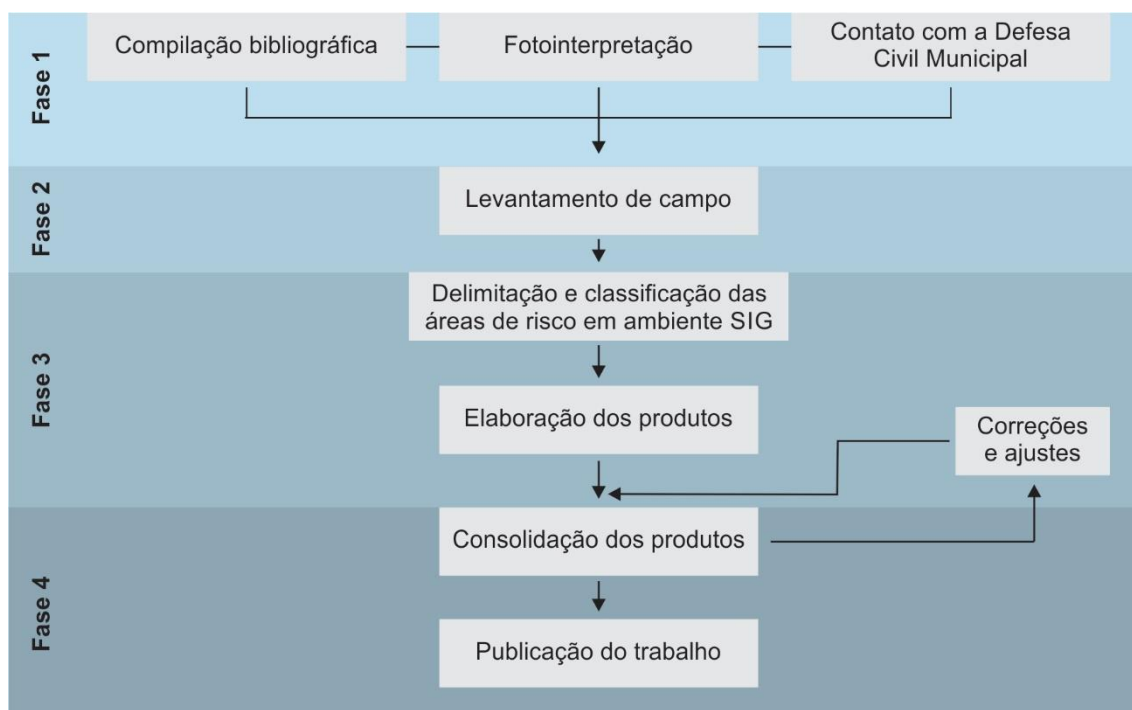 Fase 1
Compilação bibliográfica
Fotointerpretação
Contato com a Defesa
Civil Municipal
Fase 2
Levantamento de campo
Fase 3
Delimitação e classificação das
áreas de risco em ambiente SIG
Elaboração dos produtos
Correções
e ajustes
Fase 4
Consolidação dos produtos
Publicação do trabalho